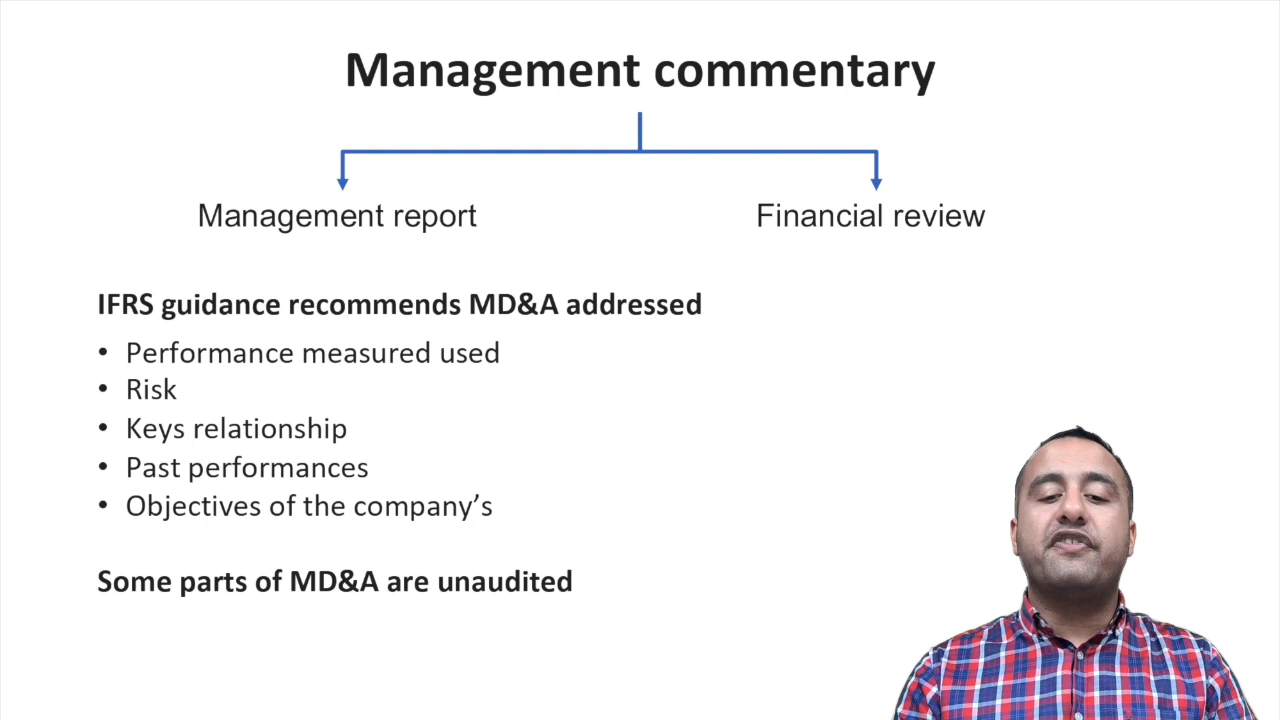 Management commentary
Management report
Financial review
IFRS guidance recommends MD&A addressed
• Performance measured used
• Risk
• Keys relationship
• Past performances
• Objectives of the company’s
Some parts of MD&A are unaudited